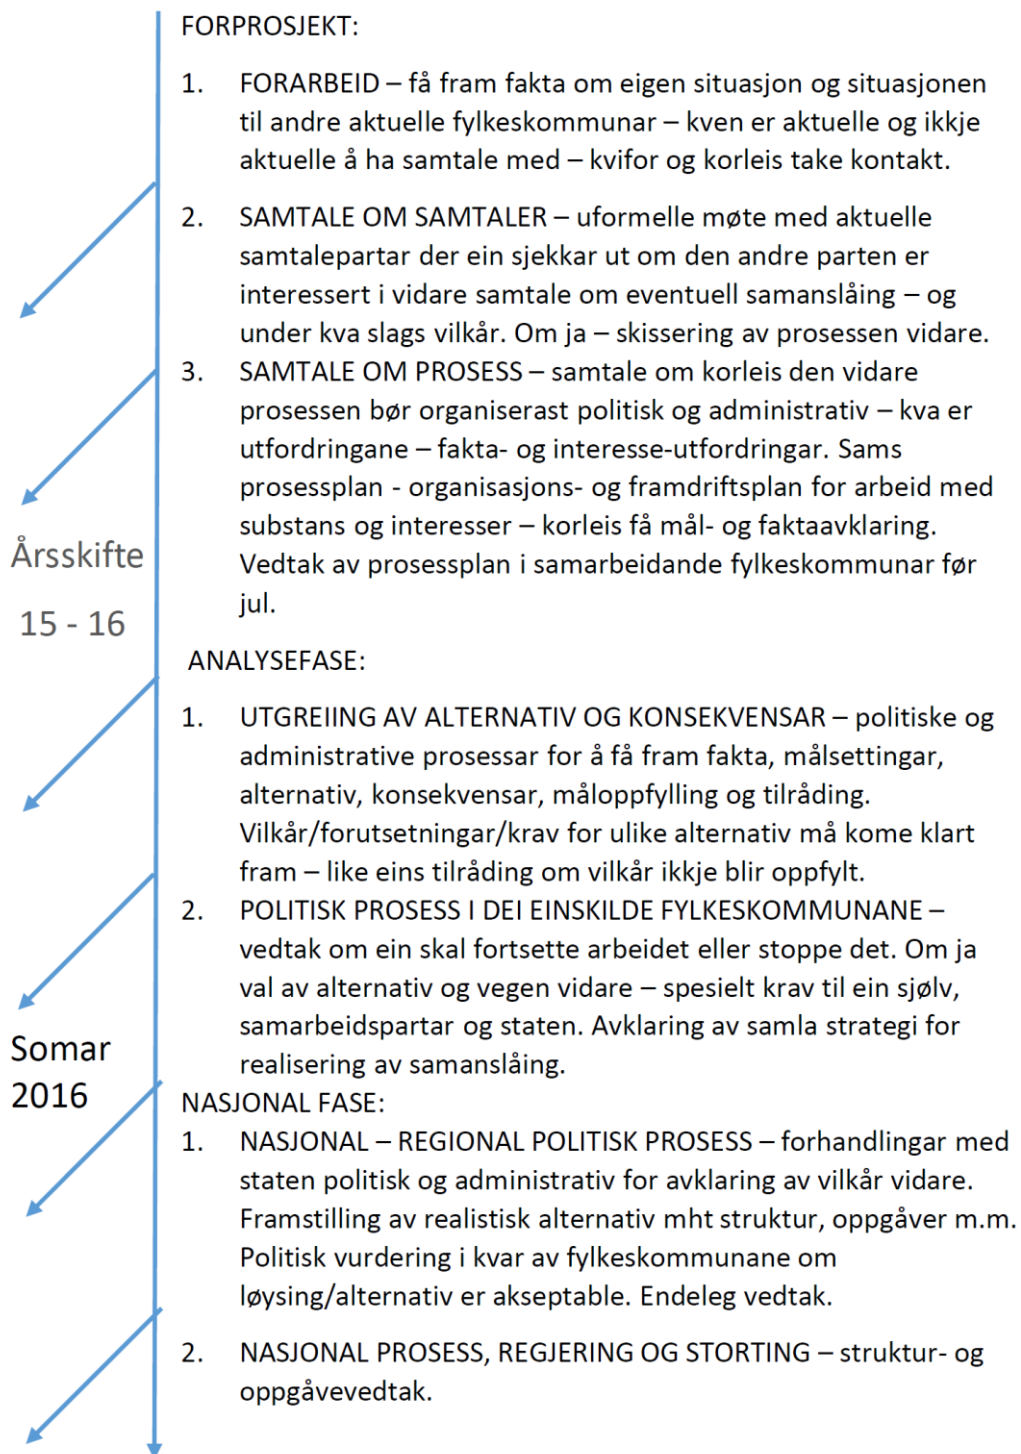 FORPROSJEKT:
1. FORARBEID – få fram fakta om eigen situasjon og situasjonen
til andre aktuelle fylkeskommunar – kven er aktuelle og ikkje
aktuelle å ha samtale med – kvifor og korleis take kontakt.
2. SAMTALE OM SAMTALER – uformelle møte med aktuelle
samtalepartar der ein sjekkar ut om den andre parten er
interessert i vidare samtale om eventuell samanslåing – og
under kva slags vilkår. Om ja – skissering av prosessen vidare.
3. SAMTALE OM PROSESS – samtale om korleis den vidare
prosessen bør organiserast politisk og administrativ – kva er
utfordringane – fakta- og interesse-utfordringar. Sams
prosessplan - organisasjons- og framdriftsplan for arbeid med
substans og interesser – korleis få mål- og faktaavklaring.
Vedtak av prosessplan i samarbeidande fylkeskommunar før
jul.
Årsskifte
15 - 16
ANALYSEFASE:
1. UTGREIING AV ALTERNATIV OG KONSEKVENSAR – politiske og
administrative prosessar for å få fram fakta, målsettingar,
alternativ, konsekvensar, måloppfylling og tilråding.
Vilkår/forutsetningar/krav for ulike alternativ må kome klart
fram – like eins tilråding om vilkår ikkje blir oppfylt.
2. POLITISK PROSESS I DEI EINSKILDE FYLKESKOMMUNANE –
vedtak om ein skal fortsette arbeidet eller stoppe det. Om ja
val av alternativ og vegen vidare – spesielt krav til ein sjølv,
samarbeidspartar og staten. Avklaring av samla strategi for
realisering av samanslåing.
Somar
2016
NASJONAL FASE:
1. NASJONAL – REGIONAL POLITISK PROSESS – forhandlingar med
staten politisk og administrativ for avklaring av vilkår vidare.
Framstilling av realistisk alternativ mht struktur, oppgåver m.m.
Politisk vurdering i kvar av fylkeskommunane om
løysing/alternativ er akseptable. Endeleg vedtak.
2. NASJONAL PROSESS, REGJERING OG STORTING – struktur- og
oppgåvevedtak.